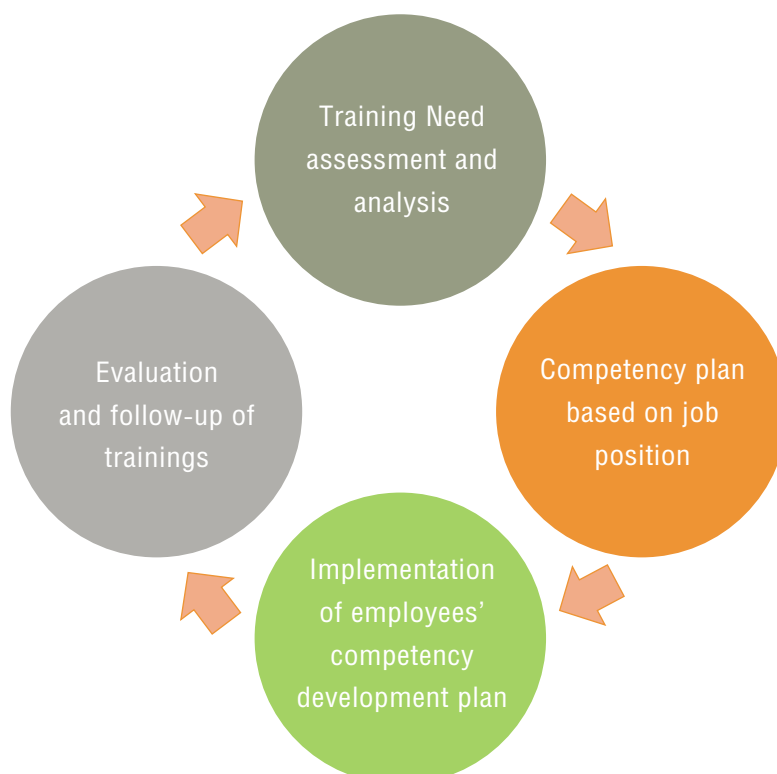 Training Need
assessment and
analysis
Competency plan
based on job
position
Implementation
of employees’
competency
development plan
Evaluation
and follow-up of
trainings